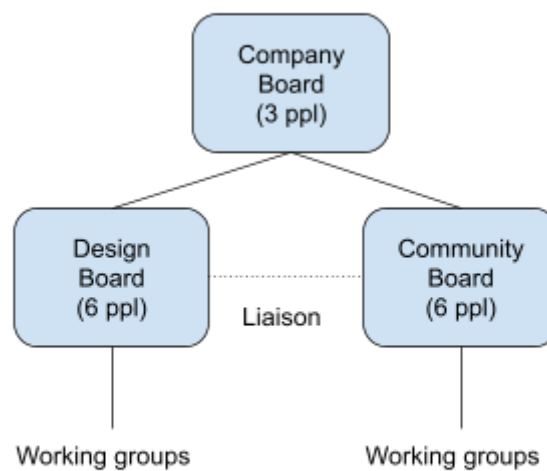 Company
Board
(3 ppl)
Design
Board
(6 ppl)
Community
Board
(6 ppl)
Liaison
Working groups
Working groups